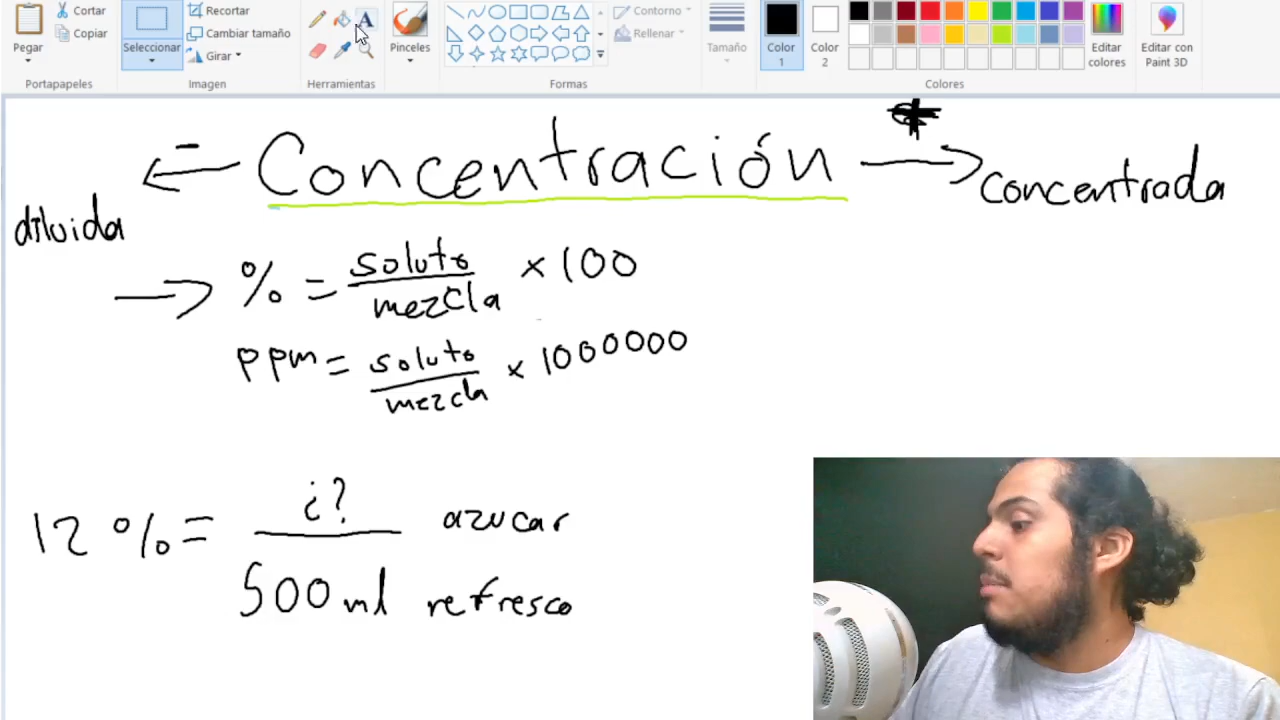 Pegar
Cortar
Copiar
Portapapeles
Seleccionar
Recortar
Cambiar tamaño
Girar
Imagen
A
Herramientas
Pinceles
Contorno
Rellenar
Formas
Tamaño
Color
1
Color
2
Colores
Editar
colores
Editar con
Paint 3D
Concentración
diluida
concentrada
% = soluto / mezcla × 100
ppm = soluto / mezcla × 1000000
12 % = ¿? azucar
500 ml refresco